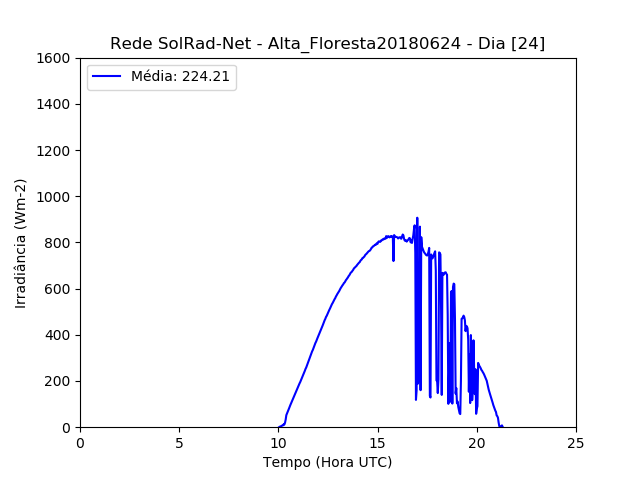 Rede SolRad-Net - Alta_Floresta20180624 - Dia [24]
Média: 224.21
1600
1400
1200
1000
800
600
400
200
0
Irradiância (Wm-2)
0 5 10 15 20 25
Tempo (Hora UTC)